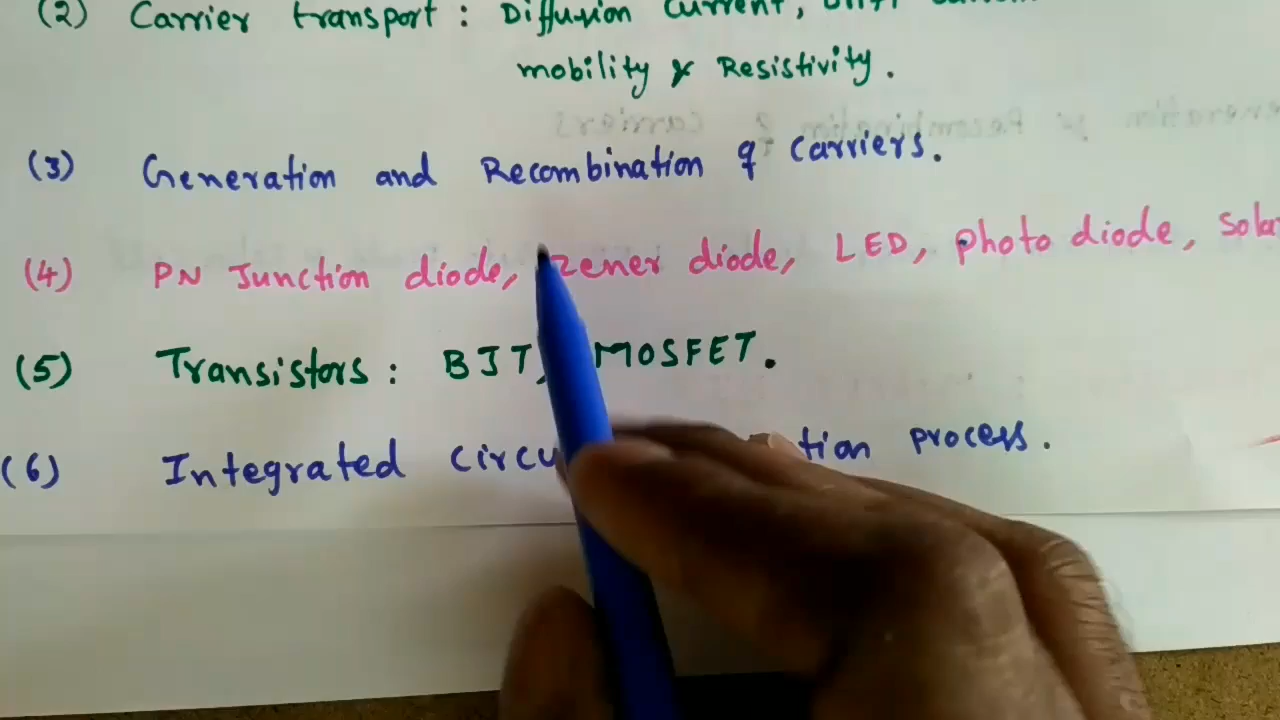 (2) Carrier transport : Diffusion current,
mobility & Resistivity.
(3) Generation and Recombination of carriers.
(4) PN Junction diode, zener diode, LED, photo diode,
(5) Transistors : BJT, MOSFET.
(6) Integrated process.